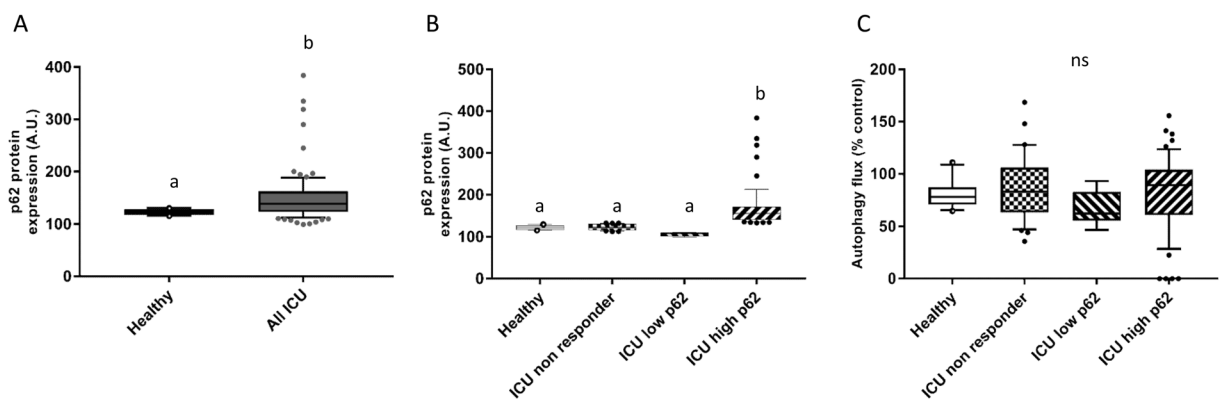 A
b
400
300
200
100
0
p62 protein
expression (A.U.)
a
Healthy
All ICU
B
500
400
300
200
100
0
p62 protein
expression (A.U.)
a
a
a
b
Healthy
ICU non responder
ICU low p62
ICU high p62
C
ns
200
150
100
50
0
Autophagy flux (% control)
Healthy
ICU non responder
ICU low p62
ICU high p62